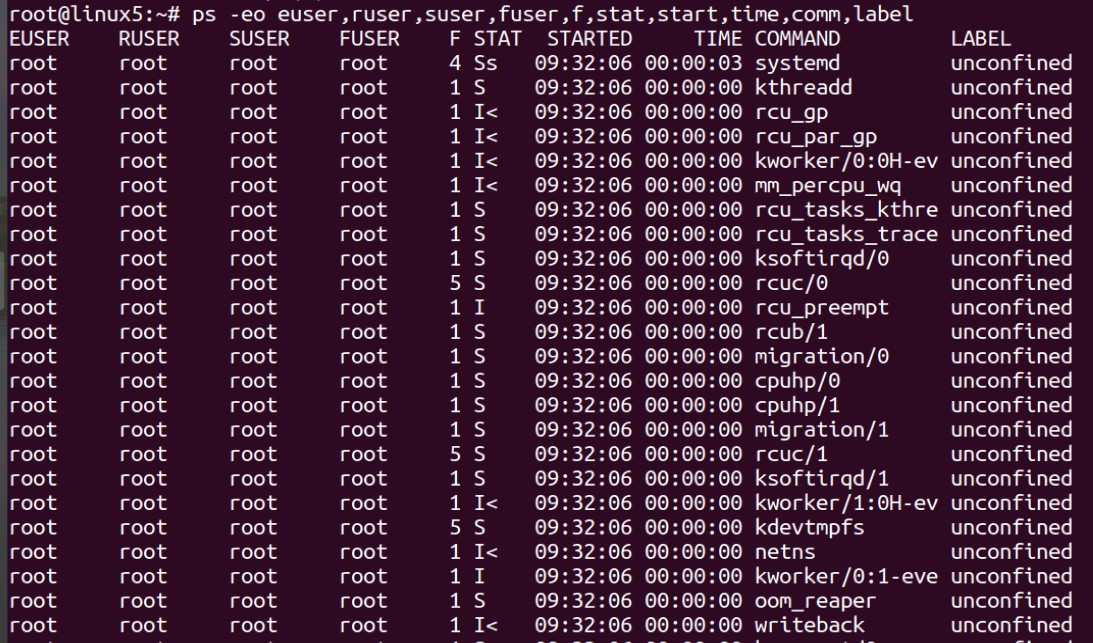 root@linux5:~# ps -eo euser,ruser,suser,fuser,f,stat,start,time,comm,label
EUSER    RUSER    SUSER    FUSER    F STAT  STARTED     TIME COMMAND         LABEL
root     root     root     root     4 Ss   09:32:06 00:00:03 systemd         unconfined
root     root     root     root     1 S    09:32:06 00:00:00 kthreadd        unconfined
root     root     root     root     1 I<   09:32:06 00:00:00 rcu_gp          unconfined
root     root     root     root     1 I<   09:32:06 00:00:00 rcu_par_gp      unconfined
root     root     root     root     1 I<   09:32:06 00:00:00 kworker/0:0H-ev unconfined
root     root     root     root     1 I<   09:32:06 00:00:00 mm_percpu_wq    unconfined
root     root     root     root     1 S    09:32:06 00:00:00 rcu_tasks_kthre unconfined
root     root     root     root     1 S    09:32:06 00:00:00 rcu_tasks_trace unconfined
root     root     root     root     1 S    09:32:06 00:00:00 ksoftirqd/0     unconfined
root     root     root     root     5 S    09:32:06 00:00:00 rcuc/0          unconfined
root     root     root     root     1 I    09:32:06 00:00:00 rcu_preempt     unconfined
root     root     root     root     1 S    09:32:06 00:00:00 rcub/1          unconfined
root     root     root     root     1 S    09:32:06 00:00:00 migration/0     unconfined
root     root     root     root     1 S    09:32:06 00:00:00 cpuhp/0         unconfined
root     root     root     root     1 S    09:32:06 00:00:00 cpuhp/1         unconfined
root     root     root     root     1 S    09:32:06 00:00:00 migration/1     unconfined
root     root     root     root     5 S    09:32:06 00:00:00 rcuc/1          unconfined
root     root     root     root     1 S    09:32:06 00:00:00 ksoftirqd/1     unconfined
root     root     root     root     1 I<   09:32:06 00:00:00 kworker/1:0H-ev unconfined
root     root     root     root     5 S    09:32:06 00:00:00 kdevtmpfs       unconfined
root     root     root     root     1 I<   09:32:06 00:00:00 netns           unconfined
root     root     root     root     1 I    09:32:06 00:00:00 kworker/0:1-eve unconfined
root     root     root     root     1 S    09:32:06 00:00:00 oom_reaper      unconfined
root     root     root     root     1 I<   09:32:06 00:00:00 writeback       unconfined